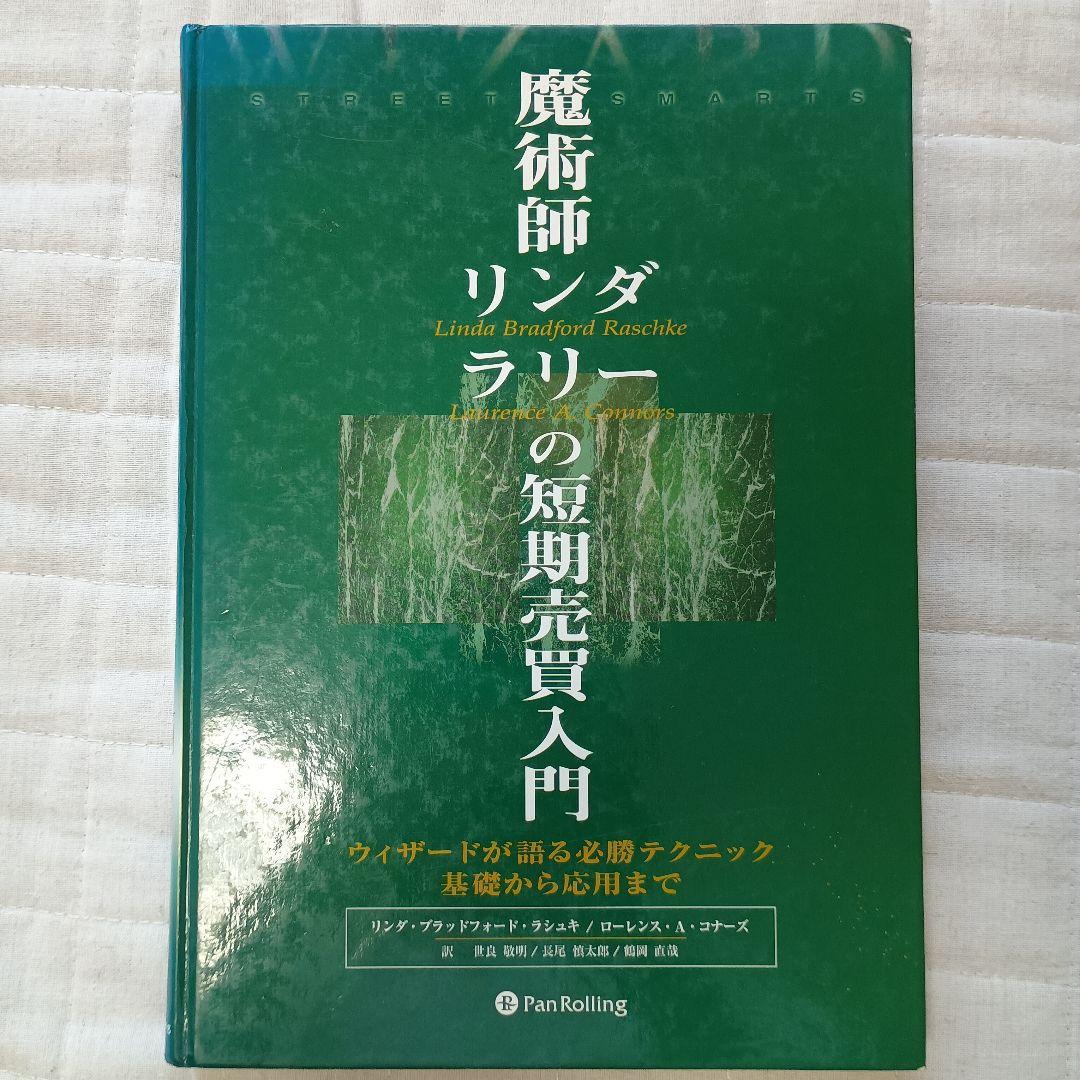 STREET SMARTS
魔術師
リンダ
Linda Bradford Raschke
ラリー
Laurence A. Connors
の短期売買入門
ウィザードが語る必勝テクニック
基礎から応用まで
リンダ・ブラッドフォード・ラシュキ / ローレンス・A・コナーズ
訳 世良 敬明 / 長尾 慎太郎 / 鶴岡 直哉
PanRolling